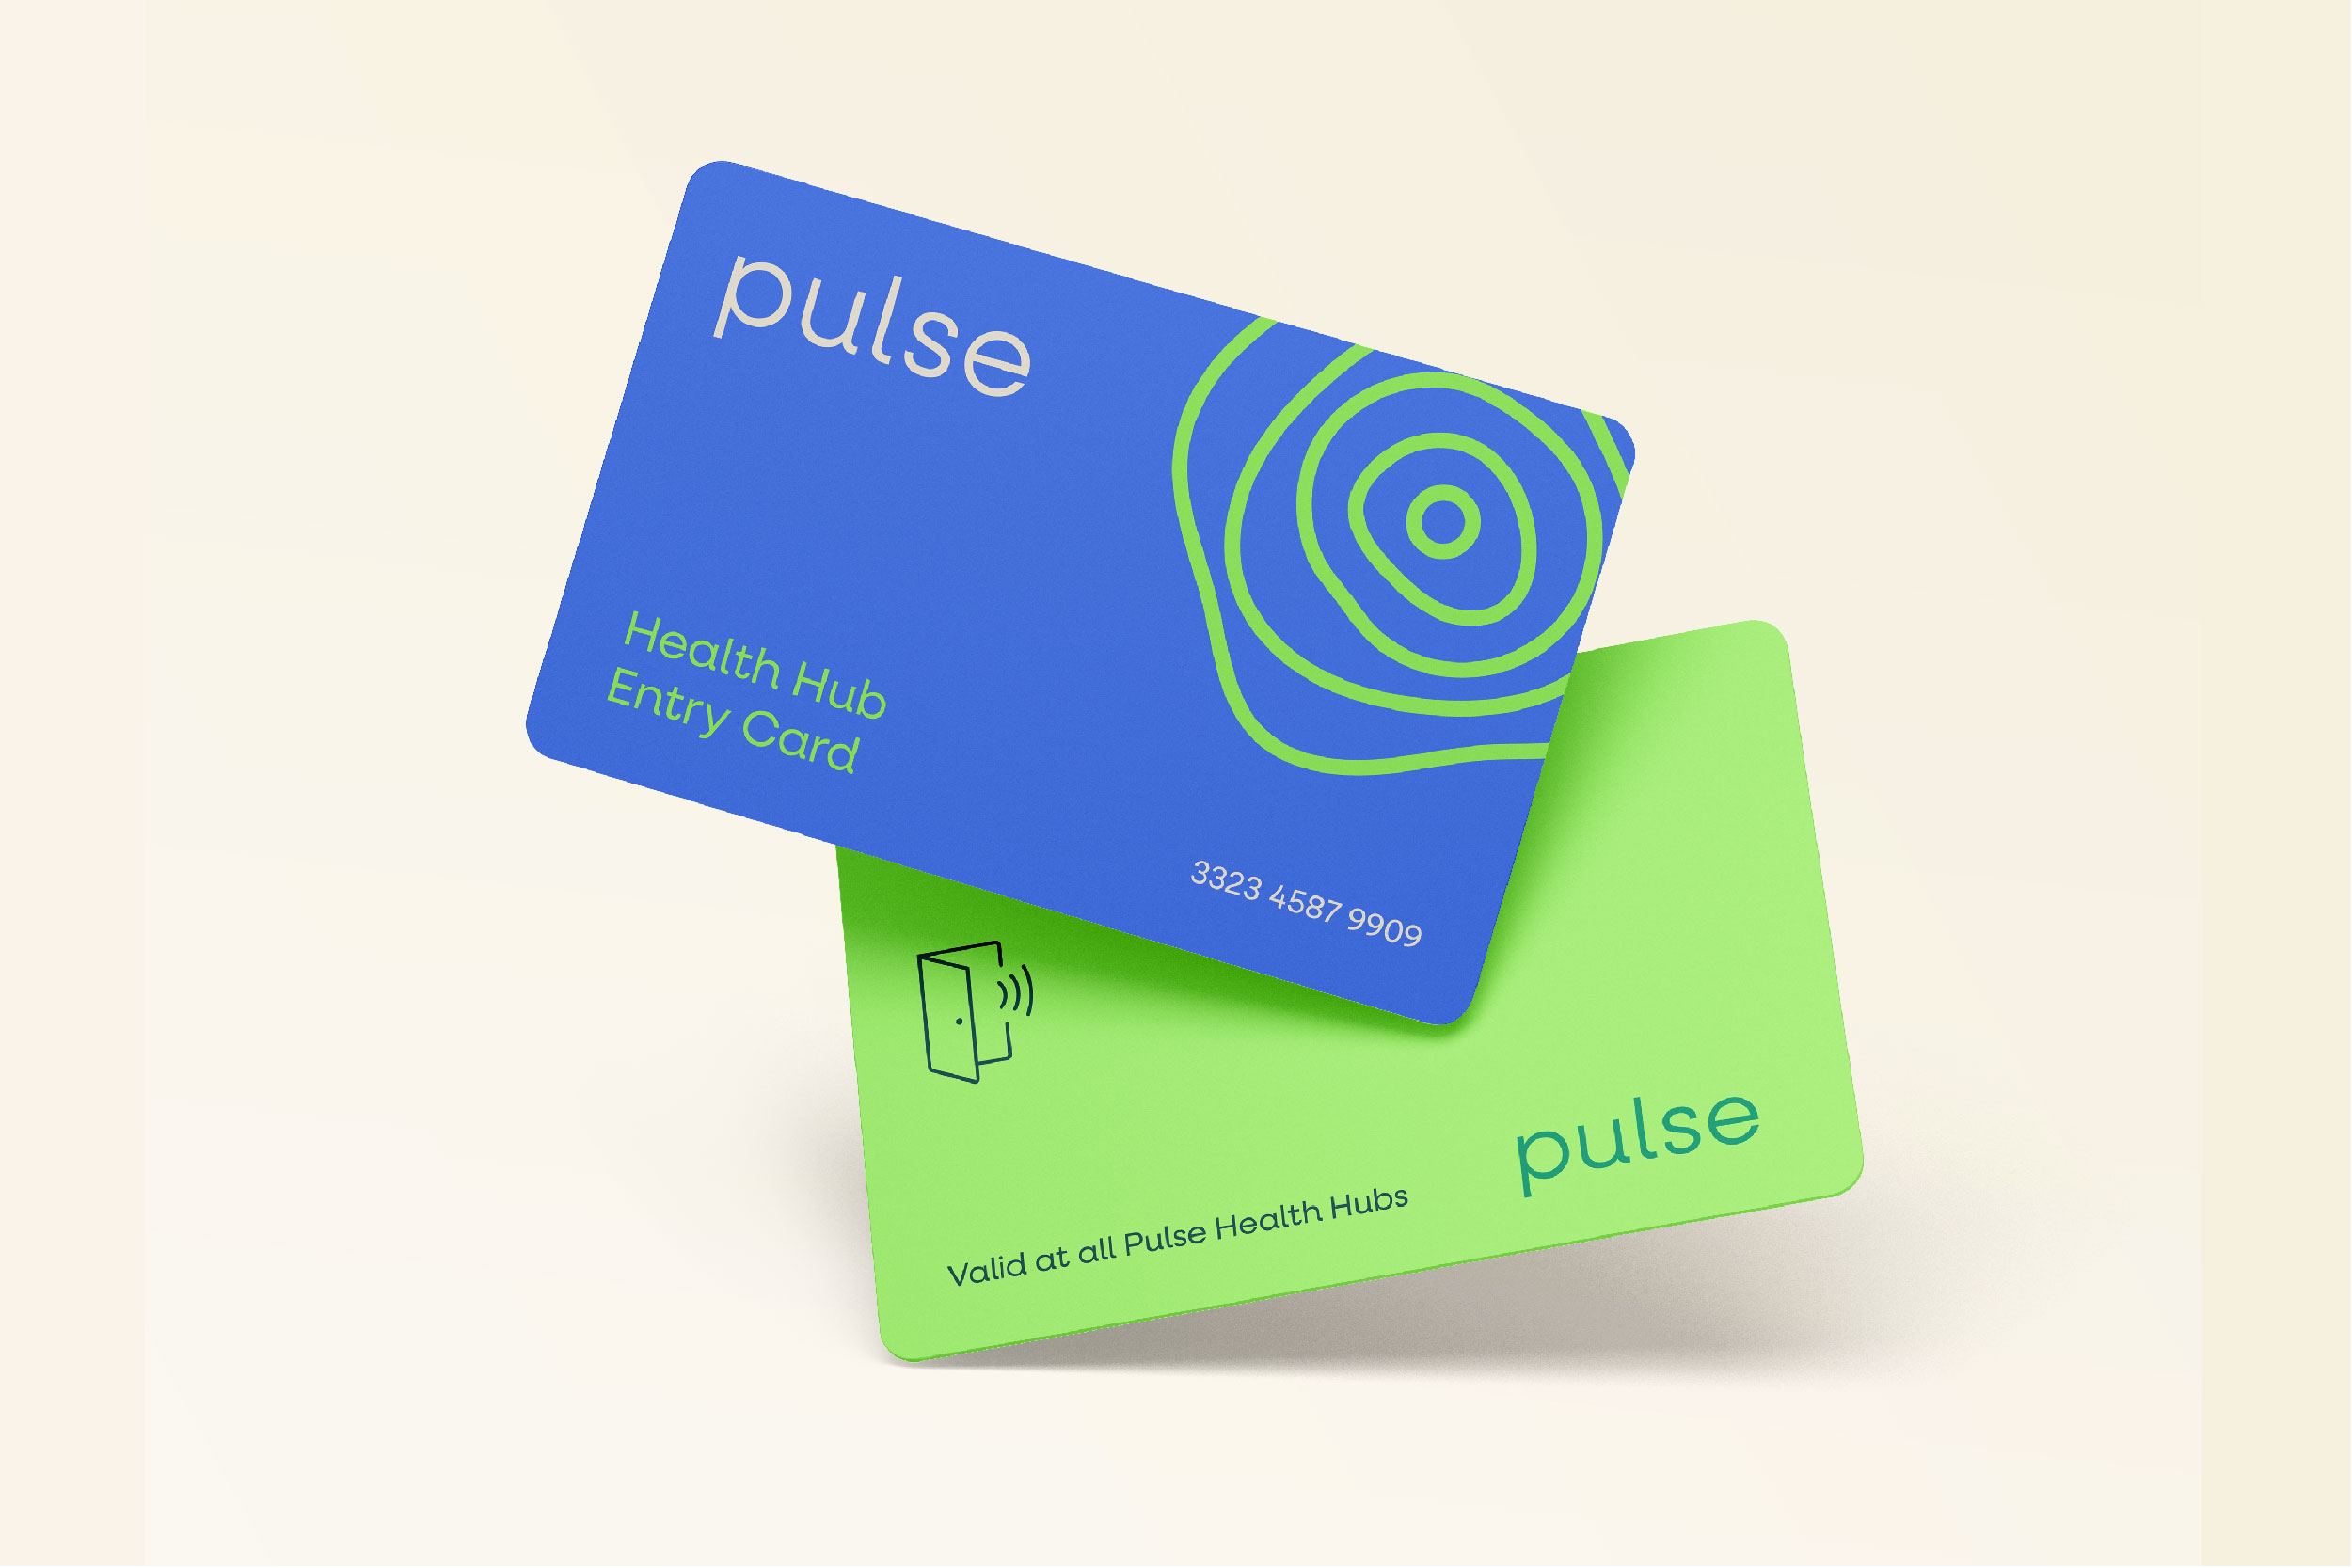 pulse
Health Hub
Entry Card
3323 4587 9909
pulse
Valid at all Pulse Health Hubs